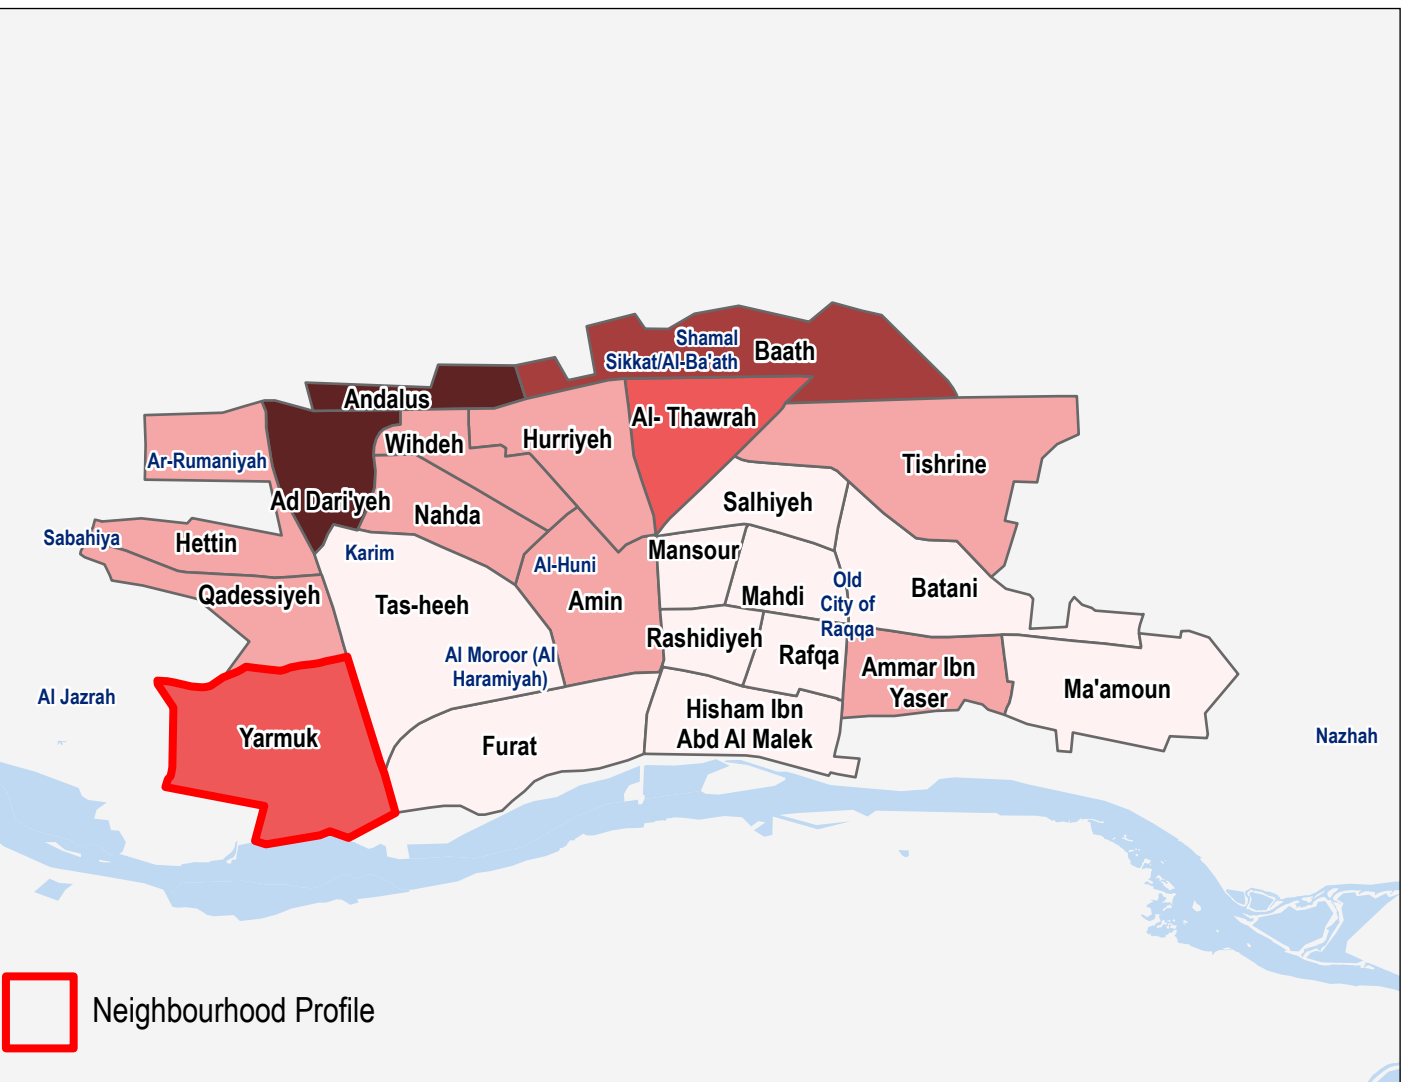 Shamal
Sikkat/Al-Ba'ath
Baath
Andalus
Al- Thawrah
Wihdeh
Hurriyeh
Ar-Rumaniyah
Tishrine
Ad Dari'yeh
Salhiyeh
Nahda
Sabahiya
Hettin
Karim
Mansour
Al-Huni
Old
City of
Raqqa
Batani
Qadessiyeh
Tas-heeh
Amin
Mahdi
Rashidiyeh
Rafqa
Al Moroor (Al
Haramiyah)
Ammar Ibn
Yaser
Ma'amoun
Al Jazrah
Hisham Ibn
Abd Al Malek
Yarmuk
Furat
Nazhah
Neighbourhood Profile